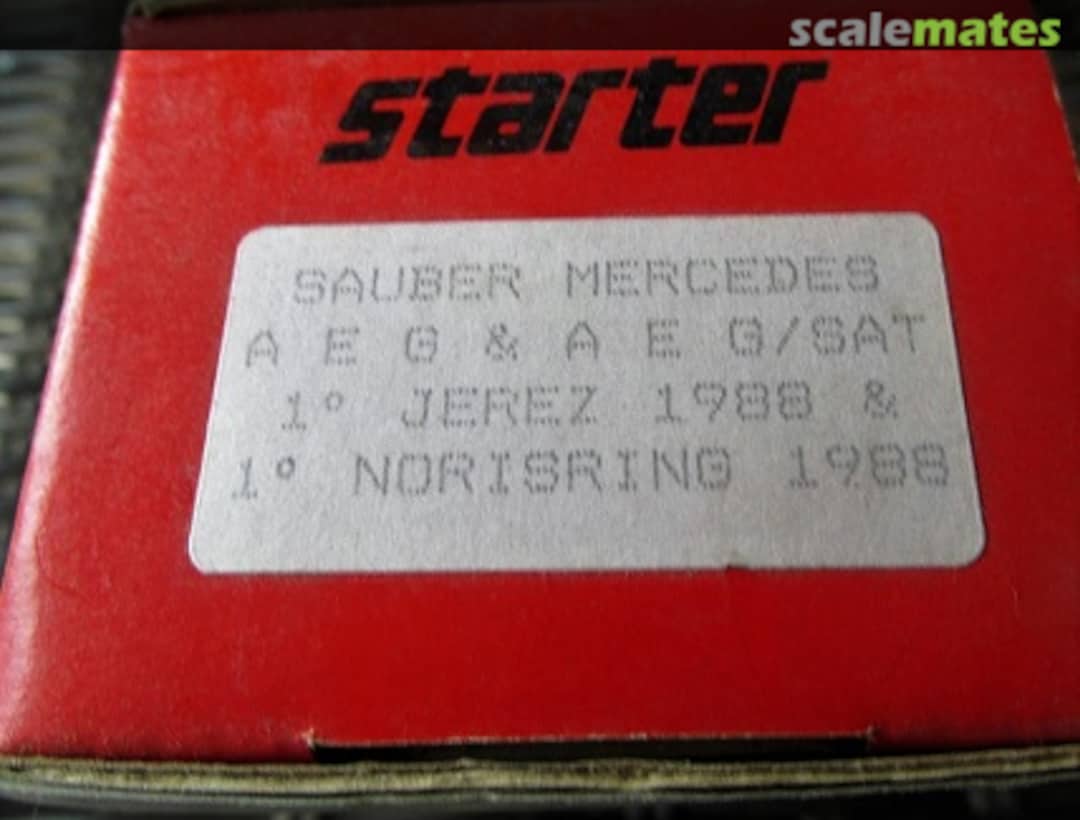 scalemates
starter
SAUBER MERCEDES
A E G & A E G/SAT
1° JEREZ 1988 &
1° NORISRING 1988